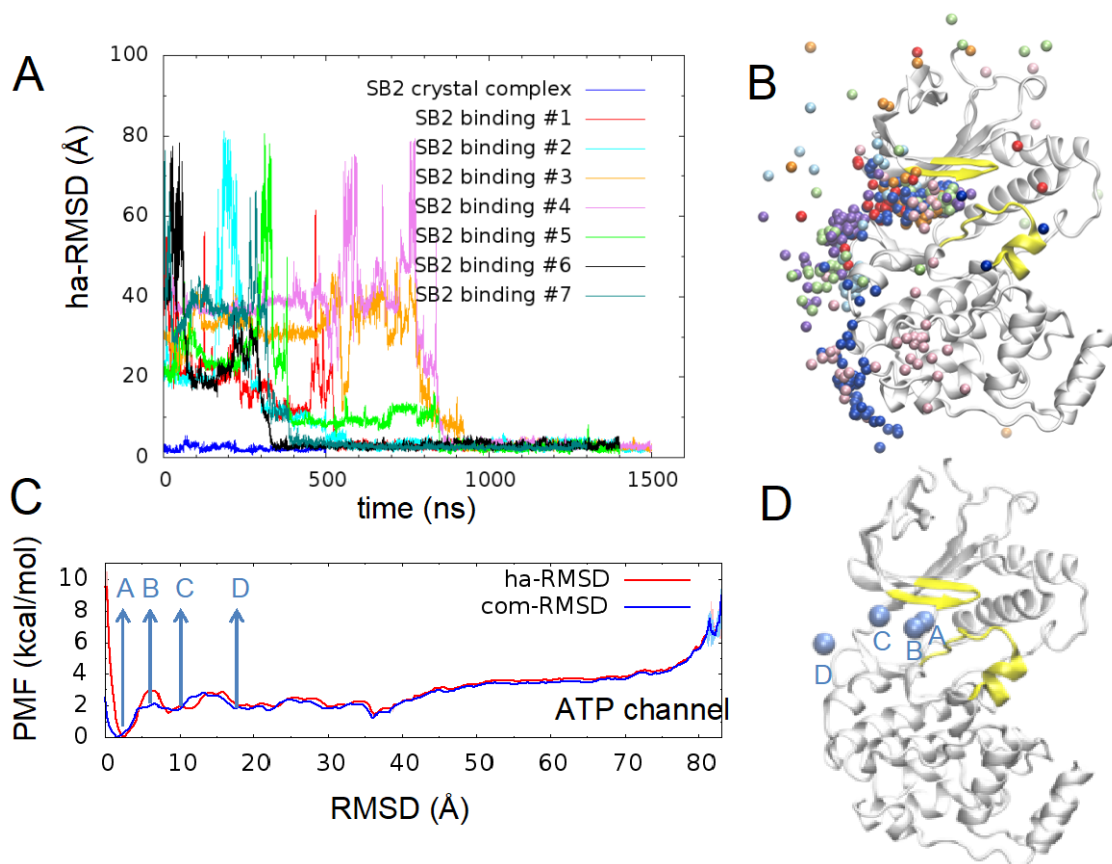 A
100
80
60
40
20
0
ha-RMSD (Å)
SB2 crystal complex
SB2 binding #1
SB2 binding #2
SB2 binding #3
SB2 binding #4
SB2 binding #5
SB2 binding #6
SB2 binding #7
0
500
1000
1500
time (ns)
B
C
10
8
6
4
2
0
PMF (kcal/mol)
A B C D
ha-RMSD
com-RMSD
ATP channel
0 10 20 30 40 50 60 70 80
RMSD (Å)
D
C
A
B
D